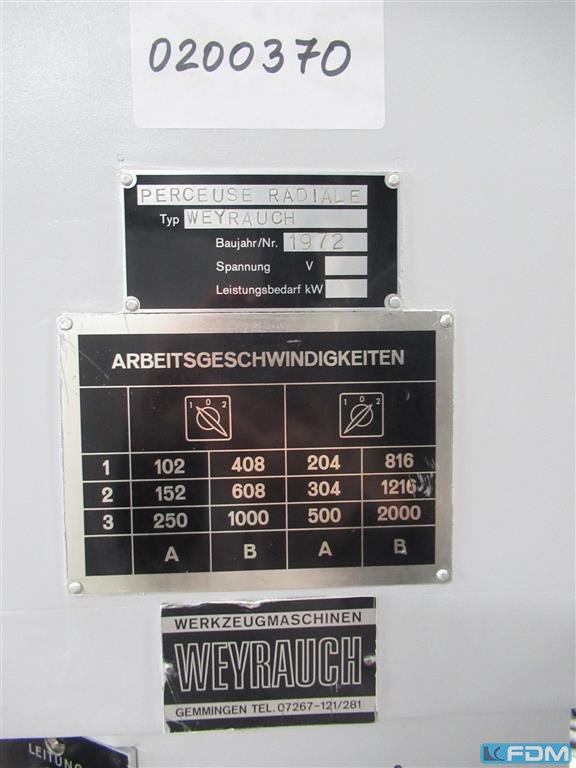 0200370
PERCEUSE RADIALE
Typ WEYRAUCH
Baujahr/Nr. 1972
Spannung V
Leistungsbedarf kW
ARBEITSGESCHWINDIGKEITEN
1 0 2 1 0 2
1 102 408 204 816
2 152 608 304 1216
3 250 1000 500 2000
A B A B
WERKZEUGMASCHINEN
WEYRAUCH
GEMMINGEN TEL. 07267-121/281
LEITUNG
FDM